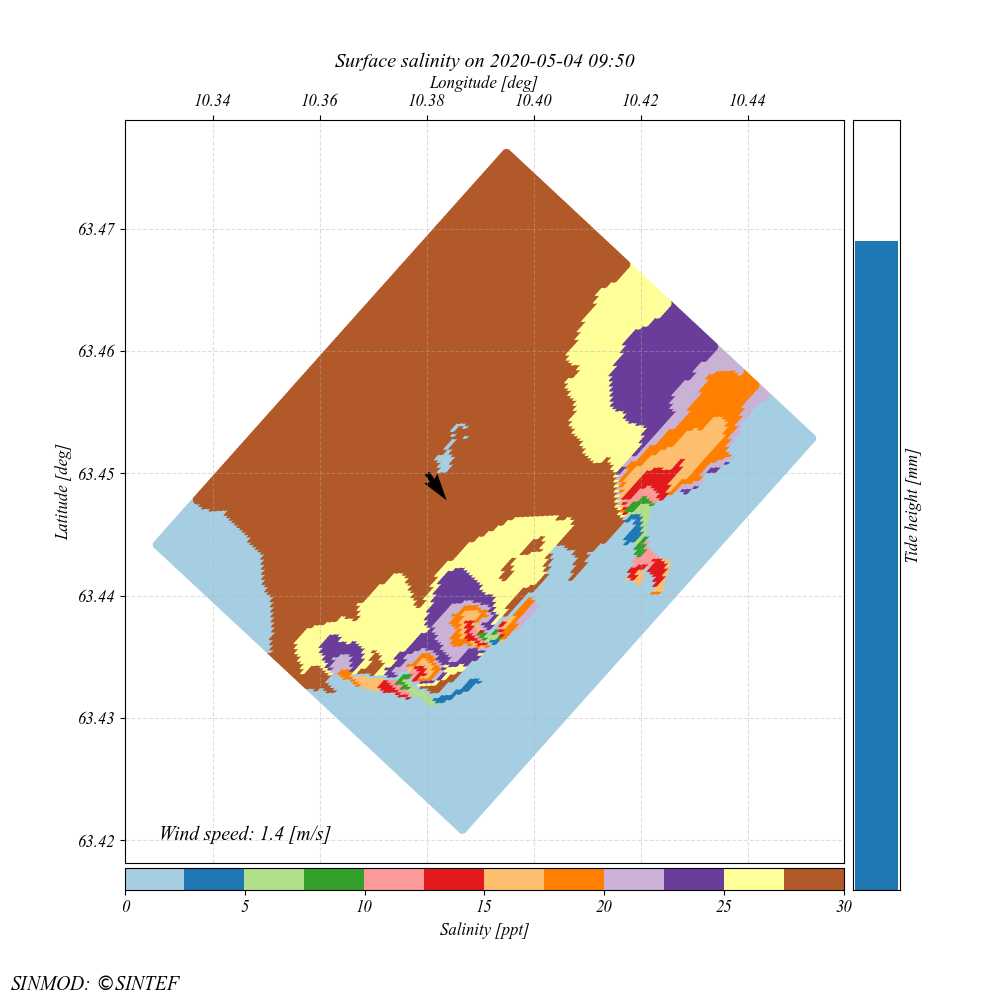 Surface salinity on 2020-05-04 09:50
Longitude [deg]
10.34 10.36 10.38 10.40 10.42 10.44
63.47
63.46
63.45
63.44
63.43
63.42
Latitude [deg]
Tide height [mm]
Wind speed: 1.4 [m/s]
0 5 10 15 20 25 30
Salinity [ppt]
SINMOD: ©SINTEF